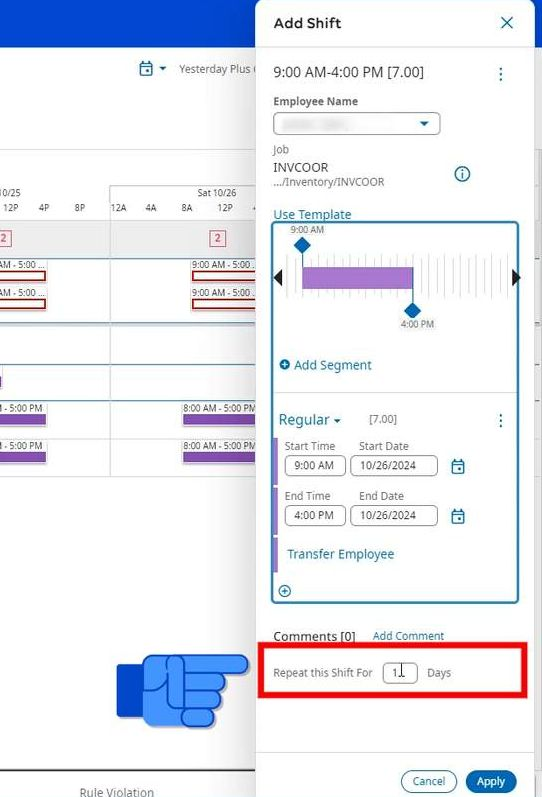 Add Shift
Yesterday Plus
9:00 AM-4:00 PM [7.00]
Employee Name
Job
INVCOOR
.../Inventory/INVCOOR
0/25
Sat 10/26
12P 4P 8P 12A 4A 8A 12P 4P
Use Template
9:00 AM
2
2
AM - 5:00 ...
9:00 AM - 5:00
AM - 5:00 ...
9:00 AM - 5:00
4:00 PM
Add Segment
Regular [7.00]
- 5:00 PM
8:00 AM - 5:00 PM
- 5:00 PM
8:00 AM - 5:00 PM
Start Time Start Date
9:00 AM 10/26/2024
End Time End Date
4:00 PM 10/26/2024
Transfer Employee
Comments [0] Add Comment
Repeat this Shift For 1 Days
Cancel Apply
Rule Violation